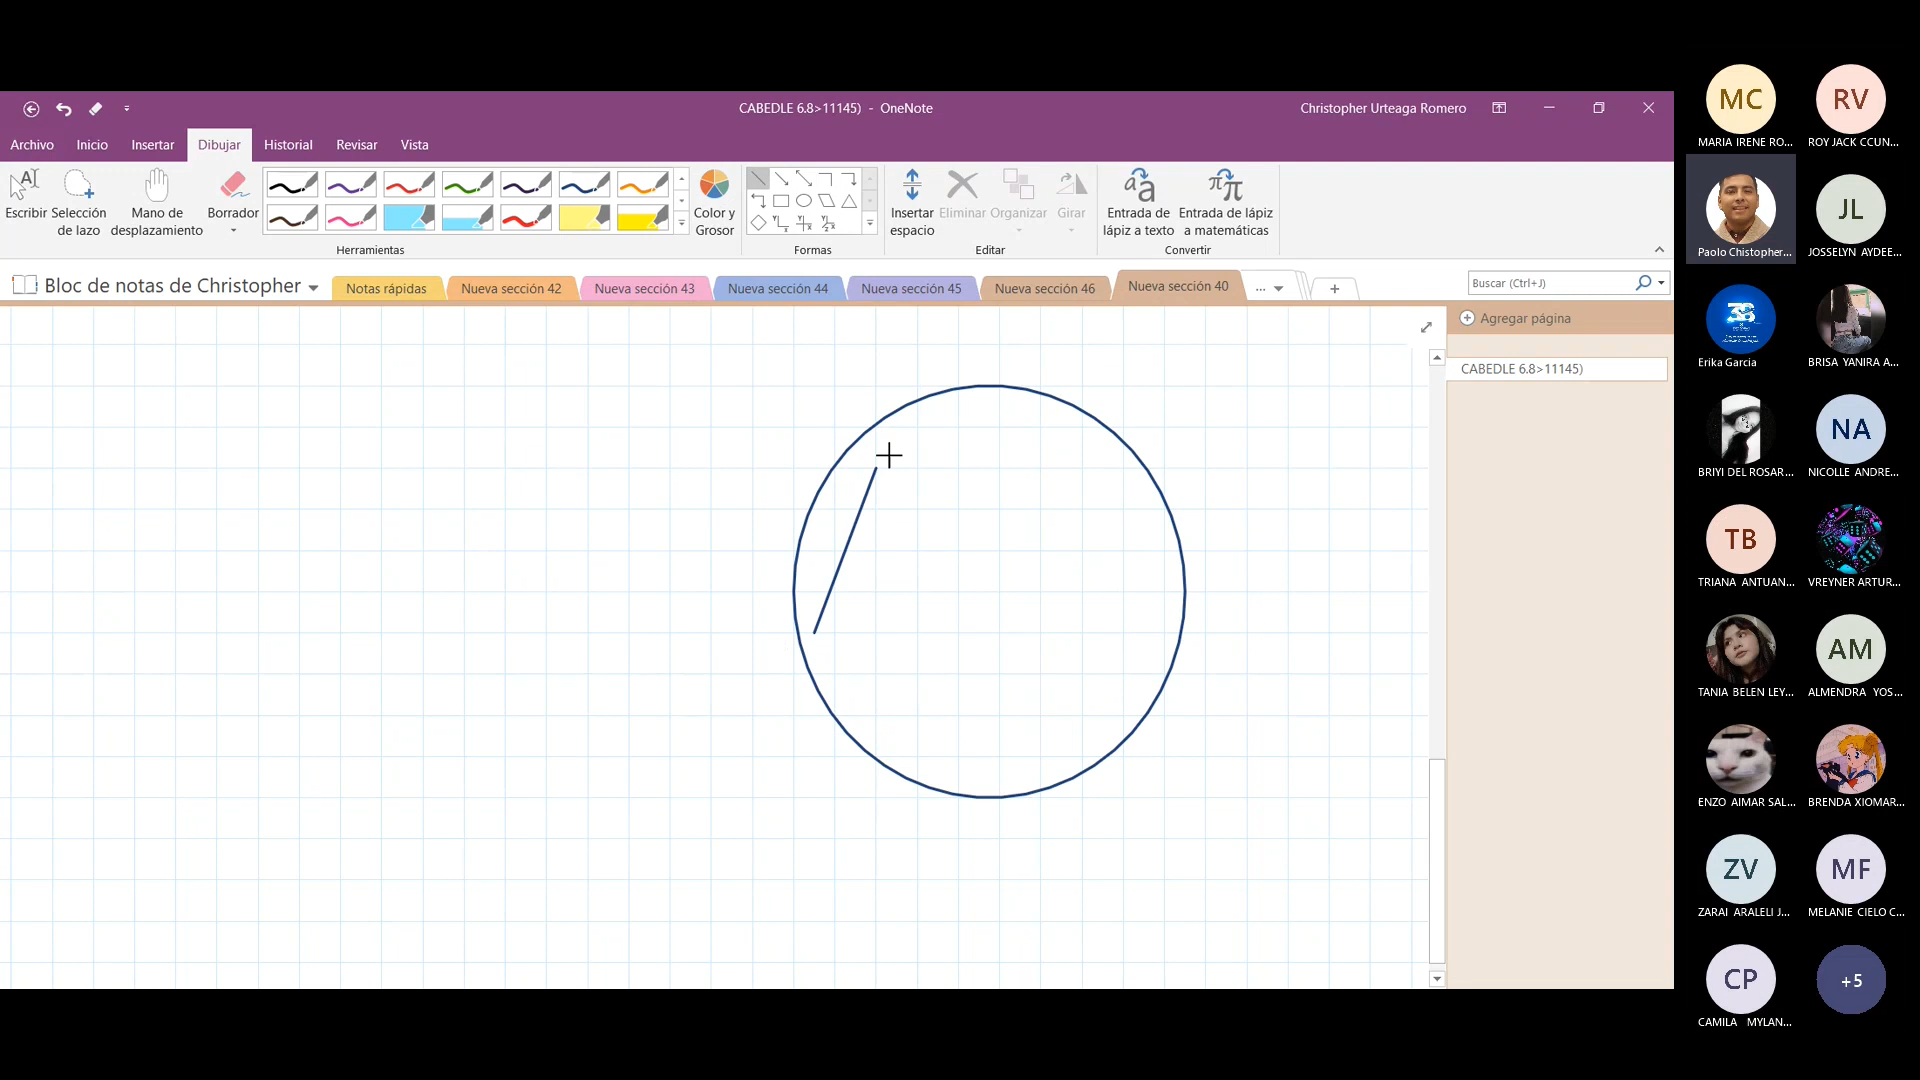 CABEDLE 6.8>11145) - OneNote
Christopher Urteaga Romero
Archivo Inicio Insertar Dibujar Historial Revisar Vista
Escribir
Selección de lazo
Mano de desplazamiento
Borrador
Color y Grosor
Insertar espacio
Eliminar
Organizar
Girar
Entrada de lápiz a texto
Entrada de lápiz a matemáticas
Herramientas
Formas
Editar
Convertir
Bloc de notas de Christopher
Notas rápidas
Nueva sección 42
Nueva sección 43
Nueva sección 44
Nueva sección 45
Nueva sección 46
Nueva sección 40
...
Buscar (Ctrl+J)
Agregar página
CABEDLE 6.8>11145)
MC
RV
MARIA IRENE RO...
ROY JACK CCUN...
JL
Paolo Chistopher...
JOSSELYN AYDEE...
38
Erika Garcia
BRISA YANIRA A...
NA
BRIYI DEL ROSAR...
NICOLLE ANDRE...
TB
TRIANA ANTUAN...
VREYNER ARTUR...
AM
TANIA BELEN LEY...
ALMENDRA YOS...
ENZO AIMAR SAL...
BRENDA XIOMAR...
ZV
MF
ZARAI ARALELI J...
MELANIE CIELO C...
CP
+5
CAMILA MYLAN...